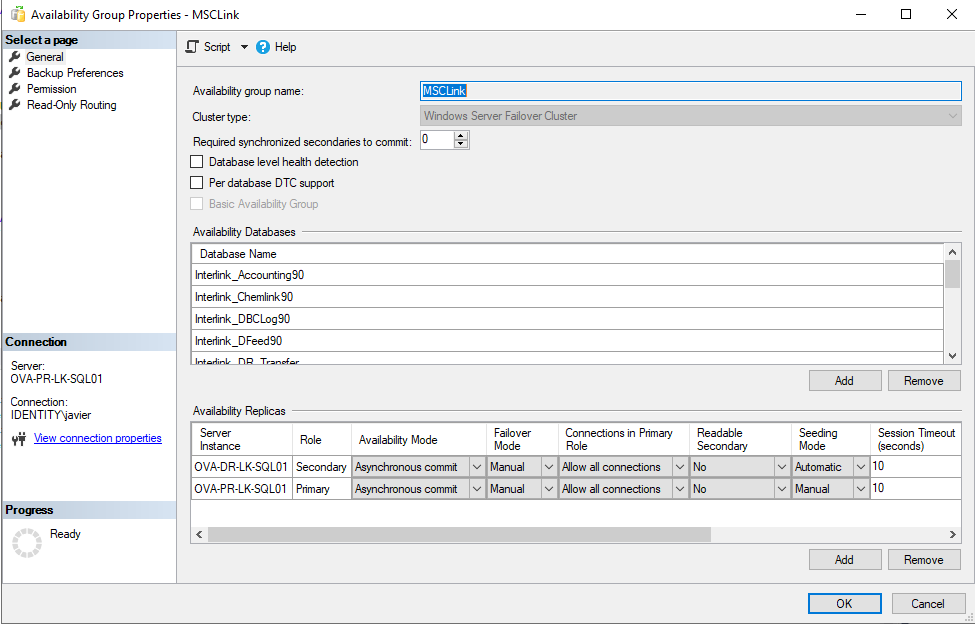 Availability Group Properties - MSCLink
Select a page
General
Backup Preferences
Permission
Read-Only Routing
Script
Help
Availability group name:
MSCLink
Cluster type:
Windows Server Failover Cluster
Required synchronized secondaries to commit:
0
Database level health detection
Per database DTC support
Basic Availability Group
Availability Databases
Database Name
Interlink_Accounting90
Interlink_Chemlink90
Interlink_DBCLog90
Interlink_DFeed90
Interlink_DR_Transfer
Add
Remove
Connection
Server:
OVA-PR-LK-SQL01
Connection:
IDENTITY\javier
View connection properties
Progress
Ready
Availability Replicas
Server Instance Role Availability Mode Failover Mode Connections in Primary Role Readable Secondary Seeding Mode Session Timeout (seconds)
OVA-DR-LK-SQL01 Secondary Asynchronous commit Manual Allow all connections No Automatic 10
OVA-PR-LK-SQL01 Primary Asynchronous commit Manual Allow all connections No Manual 10
Add
Remove
OK
Cancel